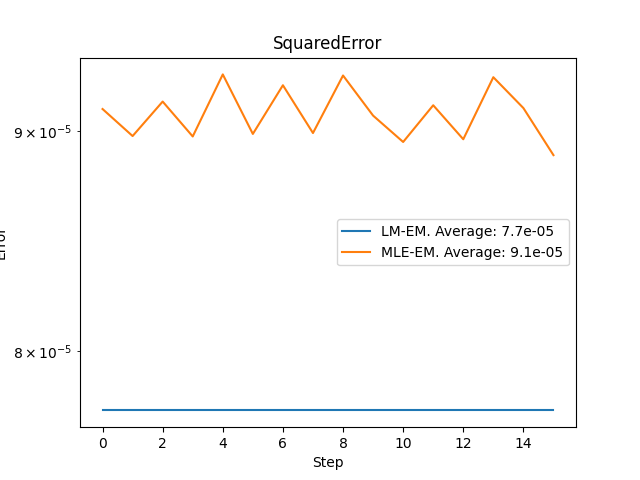 SquaredError
9 × 10⁻⁵
Error
LM-EM. Average: 7.7e-05
MLE-EM. Average: 9.1e-05
8 × 10⁻⁵
0 2 4 6 8 10 12 14
Step